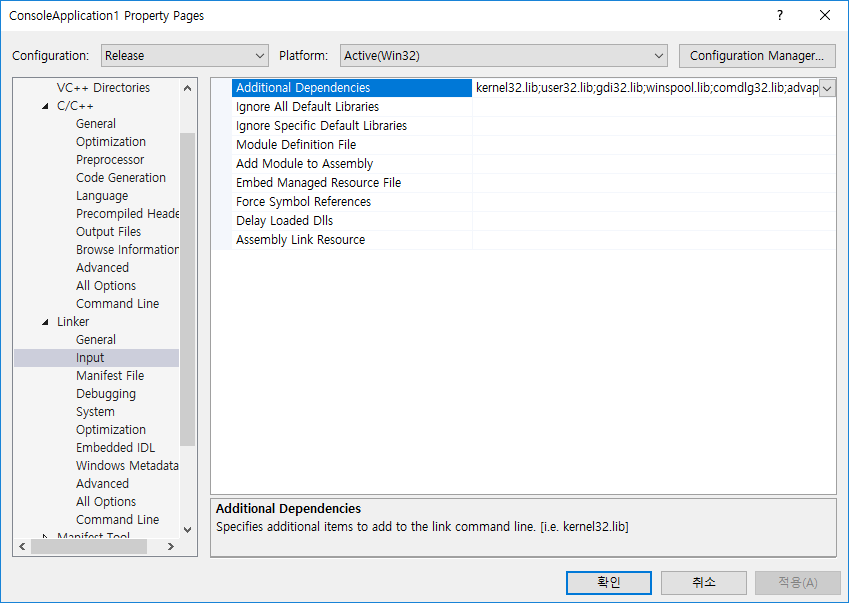 ConsoleApplication1 Property Pages
?
Configuration: Release Platform: Active(Win32) Configuration Manager...
VC++ Directories
C/C++
General
Optimization
Preprocessor
Code Generation
Language
Precompiled Heade
Output Files
Browse Information
Advanced
All Options
Command Line
Linker
General
Input
Manifest File
Debugging
System
Optimization
Embedded IDL
Windows Metadata
Advanced
All Options
Command Line
Manifest Tool
Additional Dependencies kernel32.lib;user32.lib;gdi32.lib;winspool.lib;comdlg32.lib;advap
Ignore All Default Libraries
Ignore Specific Default Libraries
Module Definition File
Add Module to Assembly
Embed Managed Resource File
Force Symbol References
Delay Loaded Dlls
Assembly Link Resource
Additional Dependencies
Specifies additional items to add to the link command line. [i.e. kernel32.lib]
확인 취소 적용(A)